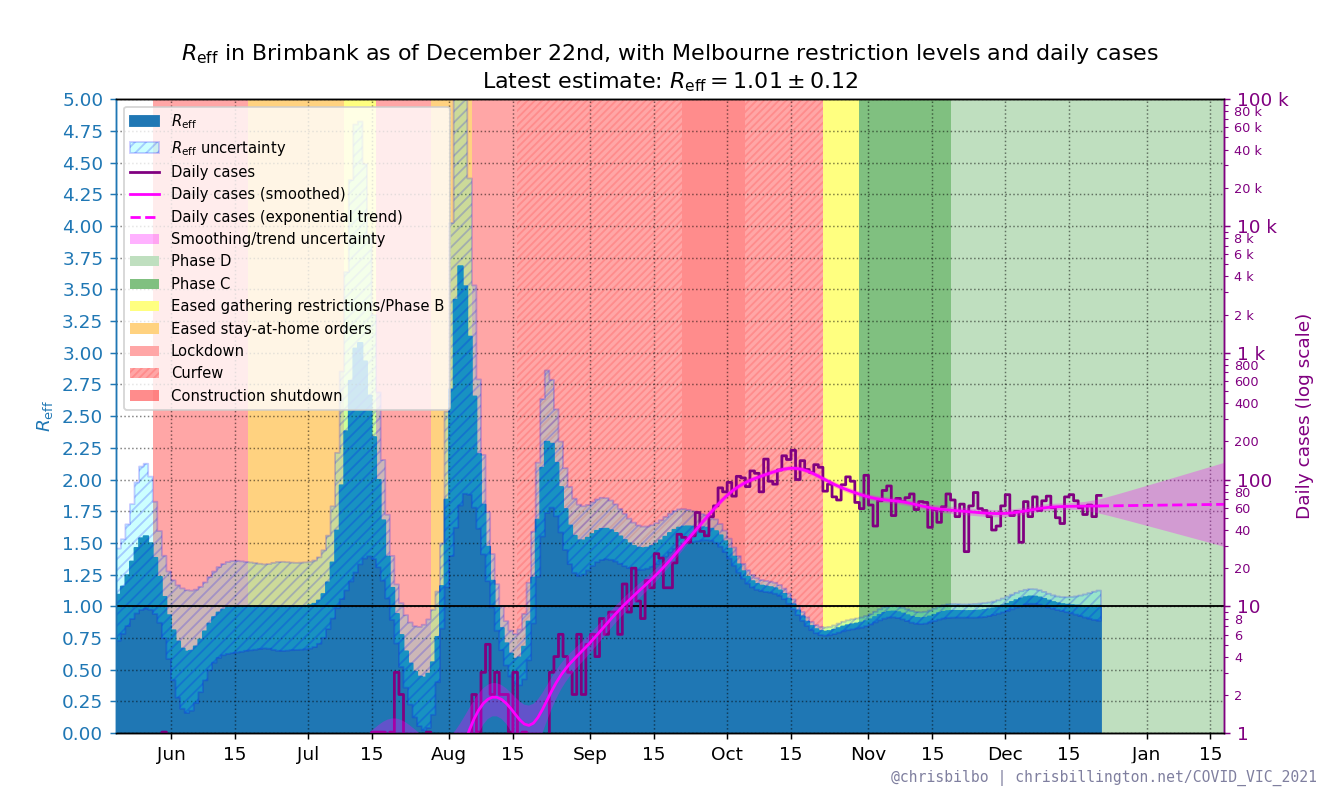 Reff in Brimbank as of December 22nd, with Melbourne restriction levels and daily cases
Latest estimate: Reff = 1.01 ± 0.12
5.00
4.75
4.50
4.25
4.00
3.75
3.50
3.25
3.00
2.75
2.50
2.25
2.00
1.75
1.50
1.25
1.00
0.75
0.50
0.25
0.00
Reff
Reff
Reff uncertainty
Daily cases
Daily cases (smoothed)
Daily cases (exponential trend)
Smoothing/trend uncertainty
Phase D
Phase C
Eased gathering restrictions/Phase B
Eased stay-at-home orders
Lockdown
Curfew
Construction shutdown
100 k
80 k
60 k
40 k
20 k
10 k
8 k
6 k
4 k
2 k
1 k
800
600
400
200
100
80
60
40
20
10
8
6
4
2
1
Daily cases (log scale)
Jun 15 Jul 15 Aug 15 Sep 15 Oct 15 Nov 15 Dec 15 Jan 15
@chrisbilbo | chrisbillington.net/COVID_VIC_2021